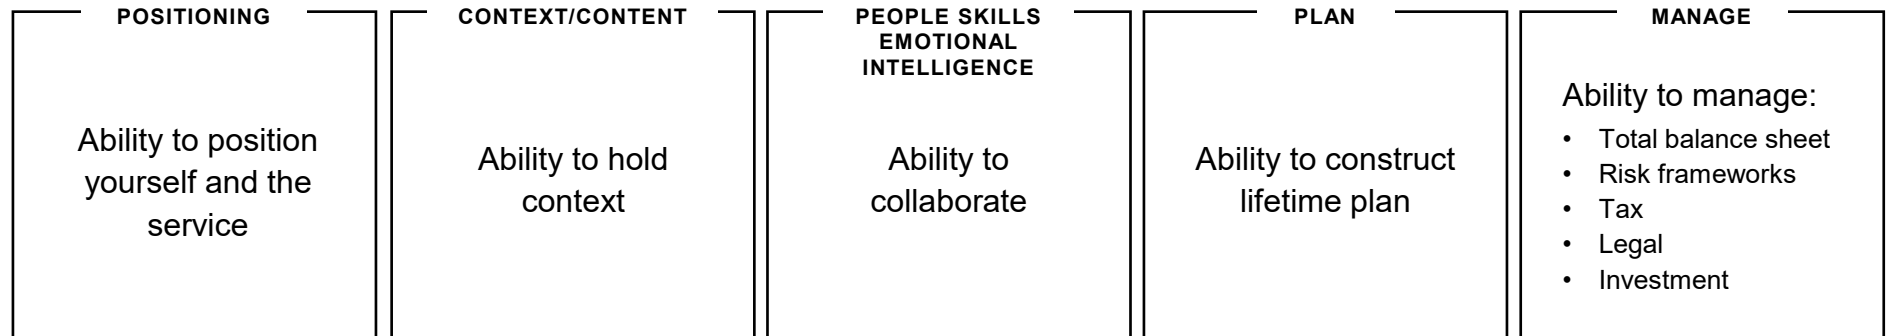 POSITIONING
Ability to position
yourself and the
service
CONTEXT/CONTENT
Ability to hold
context
PEOPLE SKILLS
EMOTIONAL
INTELLIGENCE
Ability to
collaborate
PLAN
Ability to construct
lifetime plan
MANAGE
Ability to manage:
• Total balance sheet
• Risk frameworks
• Tax
• Legal
• Investment